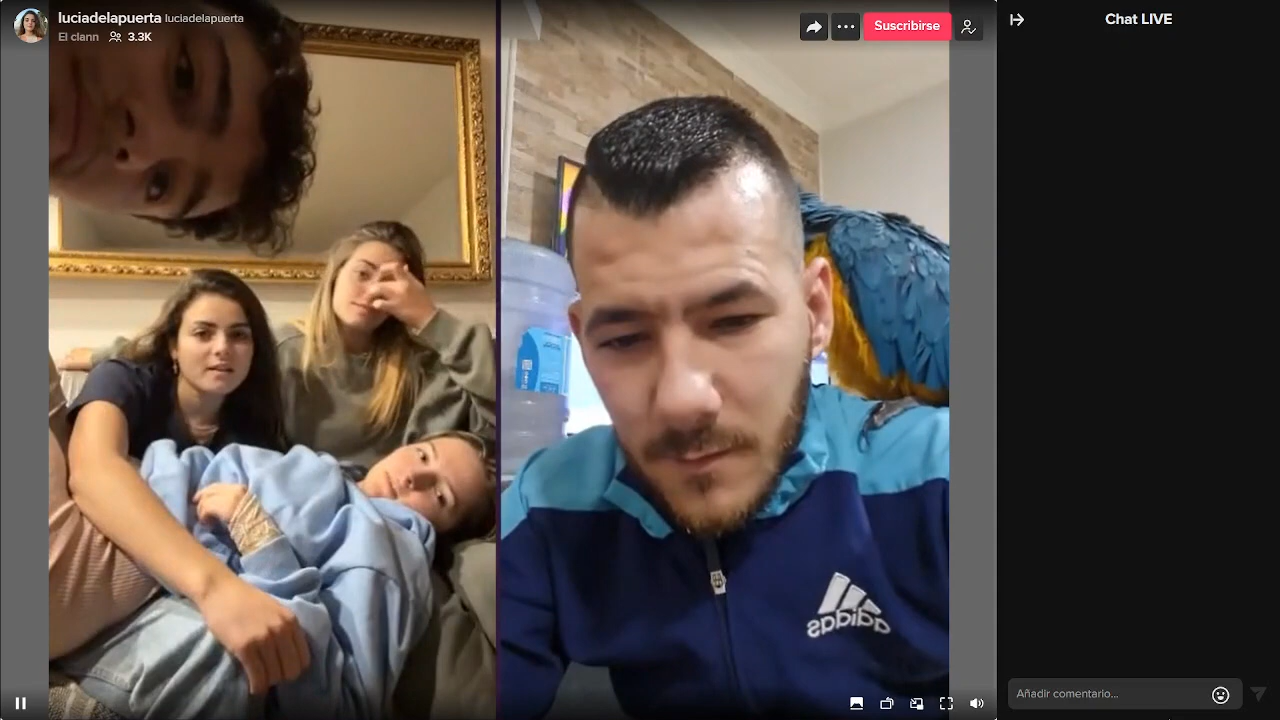 luciadelapuerta luciadelapuerta
El clann 3.3K
Suscribirse
Chat LIVE
adidas
Añadir comentario...